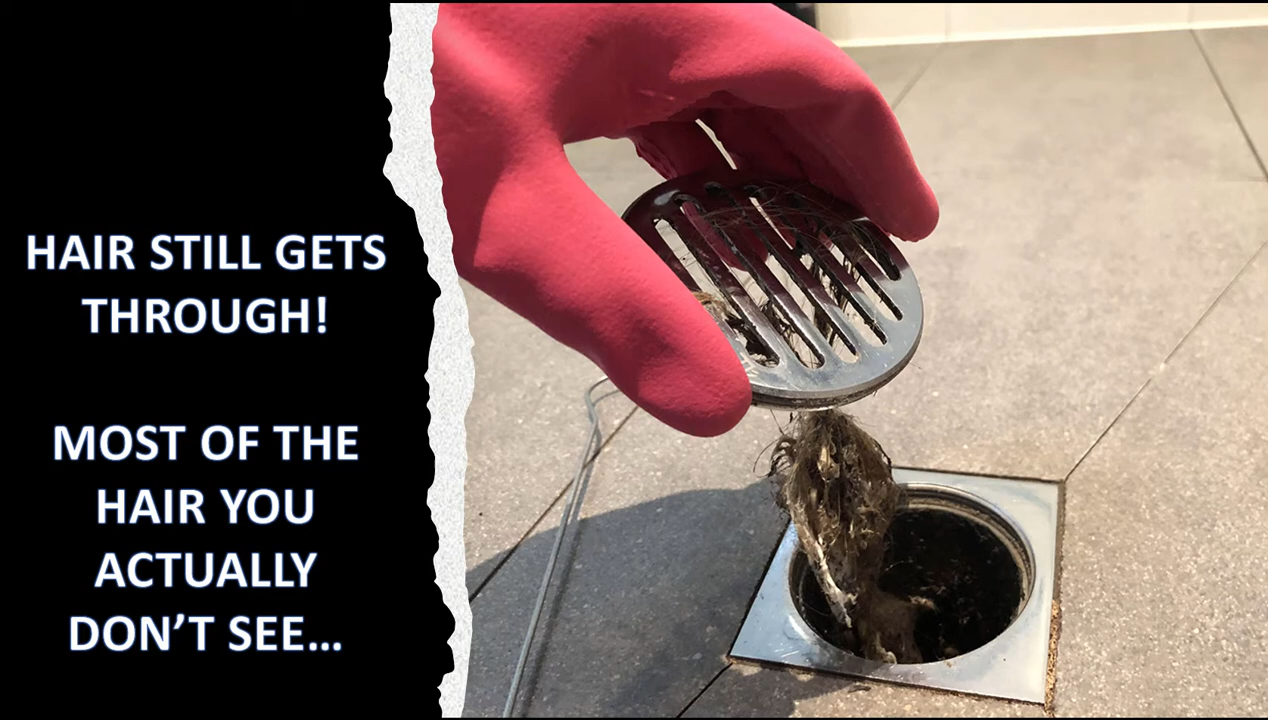 HAIR STILL GETS
THROUGH!
MOST OF THE
HAIR YOU
ACTUALLY
DON’T SEE…